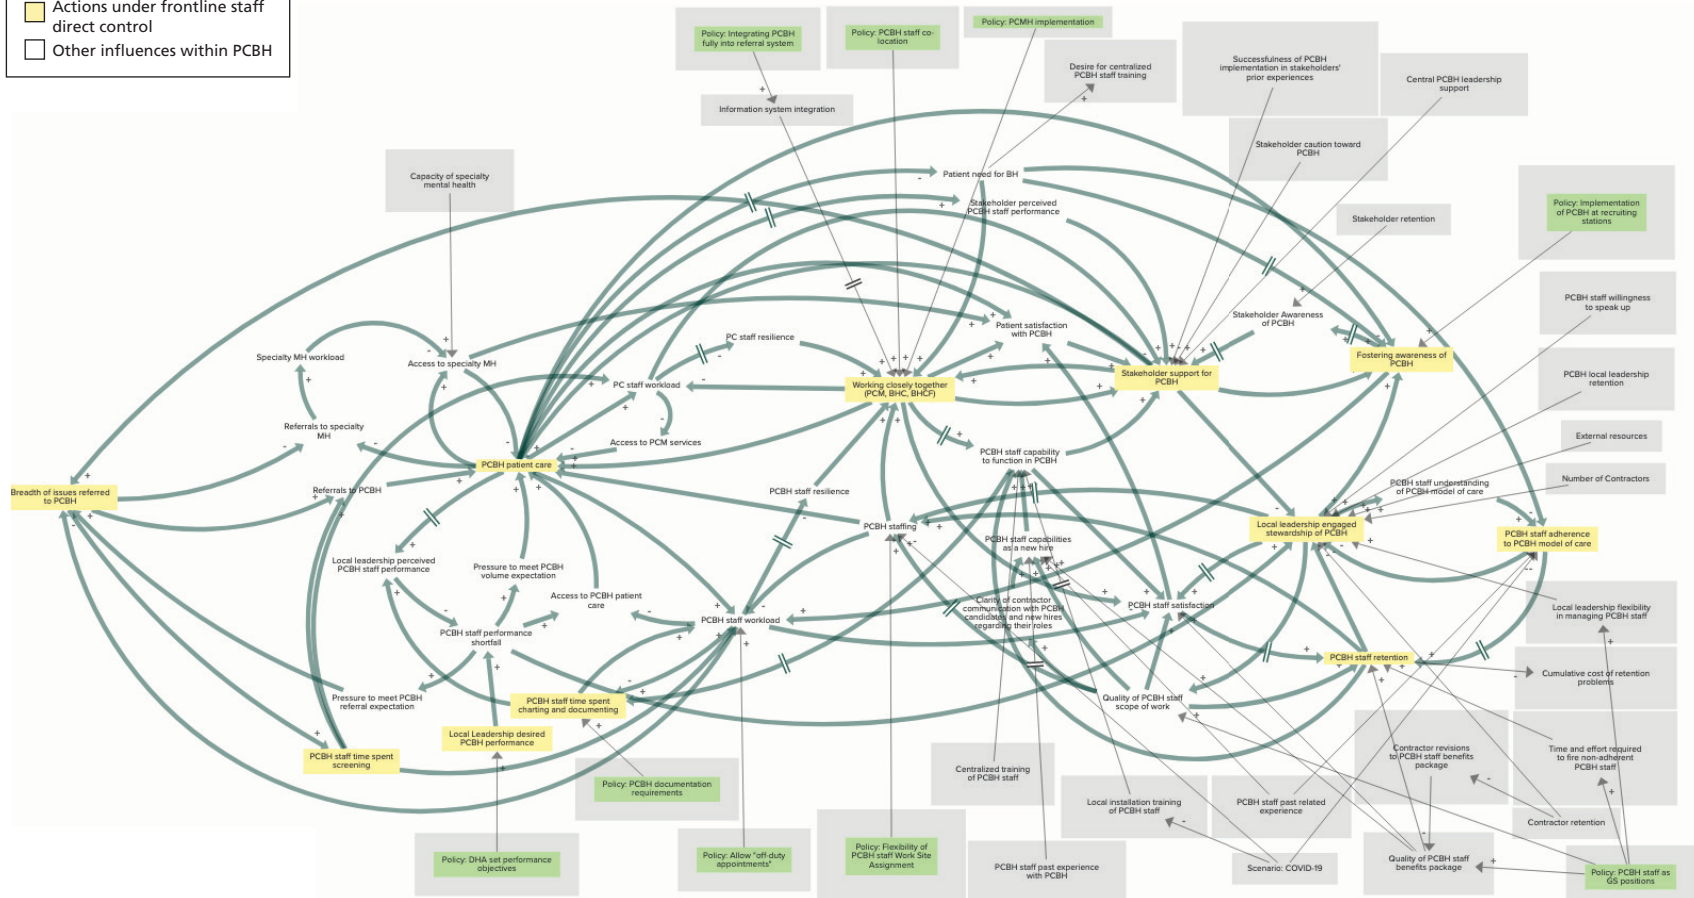 Actions under frontline staff
direct control
Other influences within PCBH
Policy: Integrating PCBH
fully into referral system
Policy: PCBH staff co-
location
Policy: PCMH implementation
Desire for centralized
PCBH staff training
Successfulness of PCBH
implementation in stakeholders'
prior experiences
Central PCBH leadership
support
Information system integration
Stakeholder caution toward
PCBH
Capacity of specialty
mental health
Patient need for BH
Stakeholder perceived
PCBH staff performance
Stakeholder retention
Policy: Implementation
of PCBH at recruiting
stations
PCBH staff willingness
to speak up
Stakeholder Awareness
of PCBH
Patient satisfaction
with PCBH
PC staff resilience
Specialty MH workload
Access to specialty MH
Fostering awareness of
PCBH
Stakeholder support for
PCBH
PC staff workload
Working closely together
(PCM, BHC, BHCF)
PCBH local leadership
retention
Referrals to specialty
MH
Access to PCM services
External resources
PCBH patient care
PCBH staff capability
to function in PCBH
Number of Contractors
Breadth of issues referred
to PCBH
Referrals to PCBH
PCBH staff resilience
PCBH staff understanding
of PCBH model of care
PCBH staffing
Local leadership engaged
stewardship of PCBH
PCBH staff adherence
to PCBH model of care
PCBH staff capabilities
as a new hire
Local leadership perceived
PCBH staff performance
Pressure to meet PCBH
volume expectation
Access to PCBH patient
care
Clarity of contractor
communication with PCBH
candidates and new hires
regarding their roles
PCBH staff satisfaction
Local leadership flexibility
in managing PCBH staff
PCBH staff workload
PCBH staff performance
shortfall
PCBH staff retention
Cumulative cost of retention
problems
Pressure to meet PCBH
referral expectation
PCBH staff time spent
charting and documenting
Quality of PCBH staff
scope of work
Local Leadership desired
PCBH performance
PCBH staff time spent
screening
Centralized training
of PCBH staff
Contractor revisions
to PCBH staff benefits
package
Time and effort required
to fire non-adherent
PCBH staff
Policy: PCBH documentation
requirements
Local installation training
of PCBH staff
PCBH staff past related
experience
Contractor retention
Policy: DHA set performance
objectives
Policy: Allow "off-duty
appointments"
Policy: Flexibility of
PCBH staff Work Site
Assignment
PCBH staff past experience
with PCBH
Scenario: COVID-19
Quality of PCBH staff
benefits package
Policy: PCBH staff as
GS positions